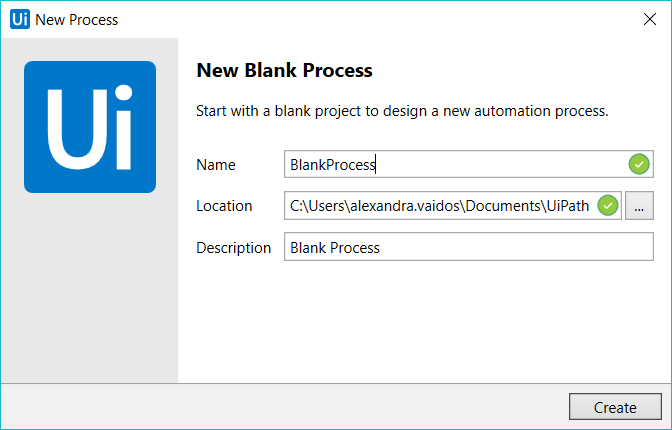 Ui New Process
Ui
New Blank Process
Start with a blank project to design a new automation process.
Name BlankProcess
Location C:\Users\alexandra.vaidos\Documents\UiPath ...
Description Blank Process
Create